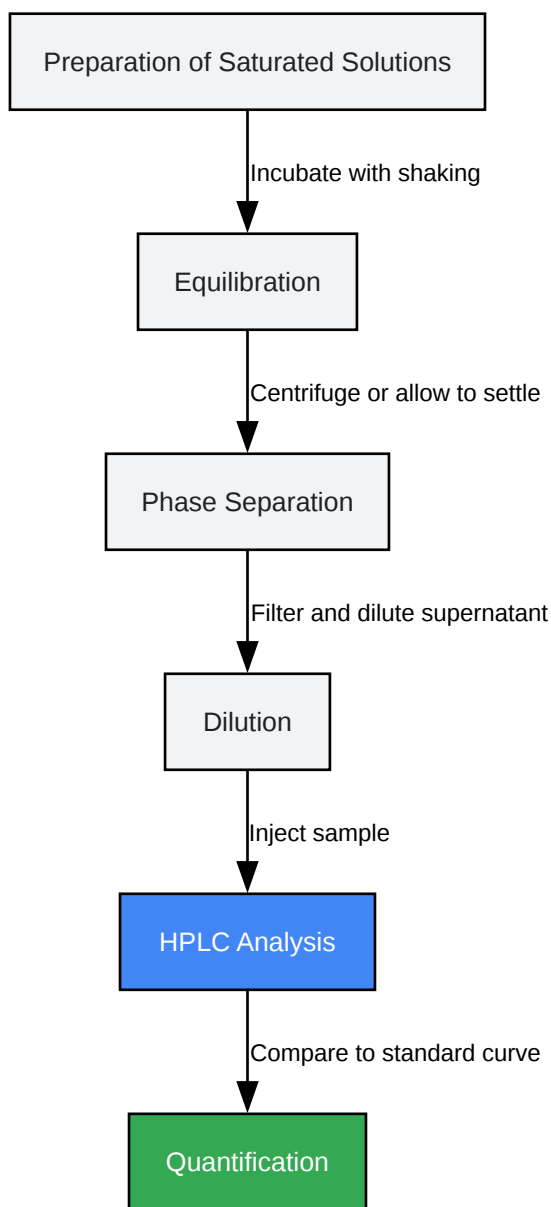 Preparation of Saturated Solutions
Incubate with shaking
Equilibration
Centrifuge or allow to settle
Phase Separation
Filter and dilute supernatant
Dilution
Inject sample
HPLC Analysis
Compare to standard curve
Quantification